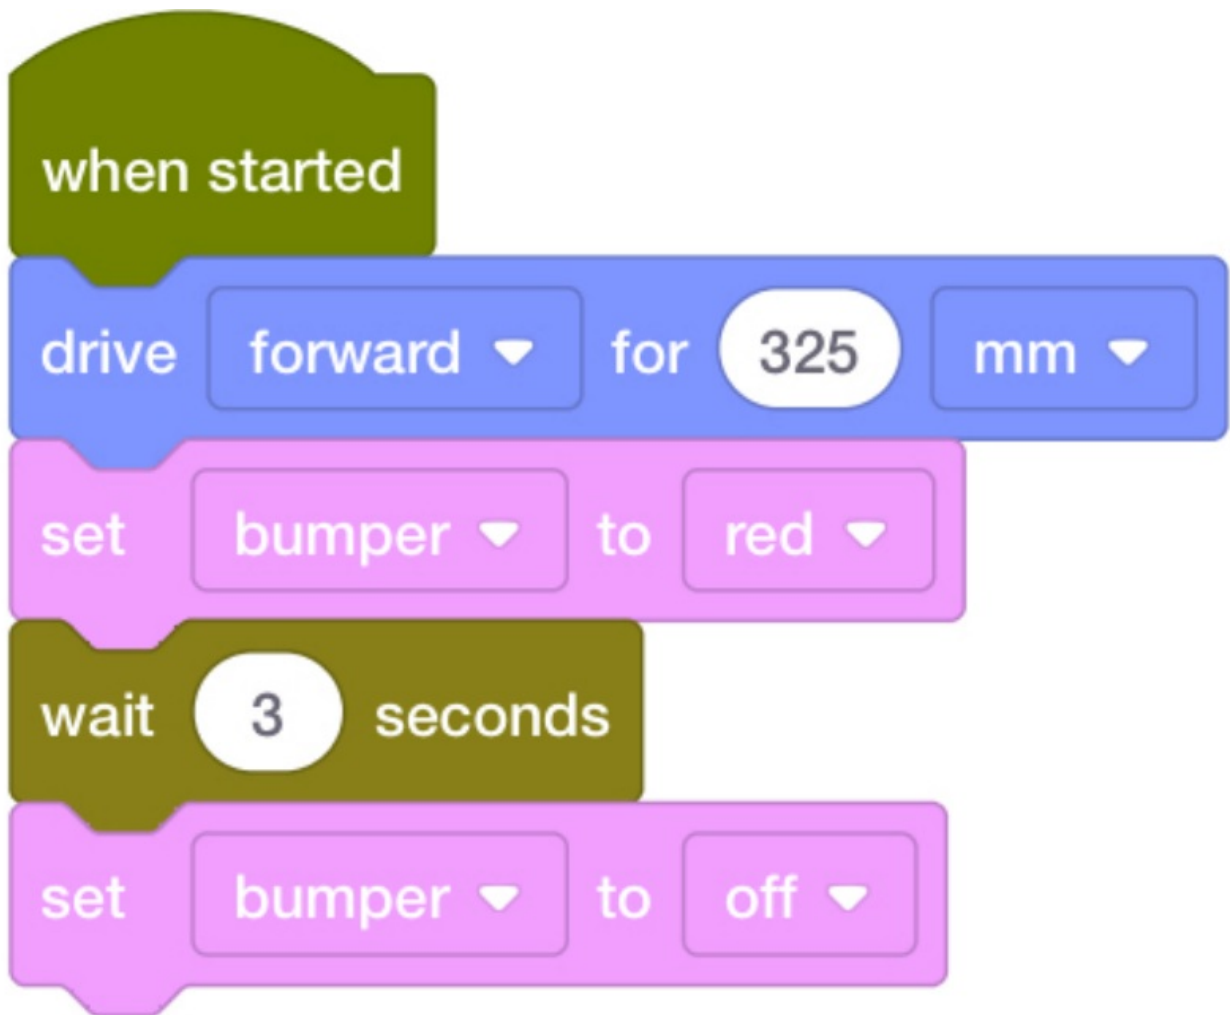 when started
drive forward for 325 mm
set bumper to red
wait 3 seconds
set bumper to off